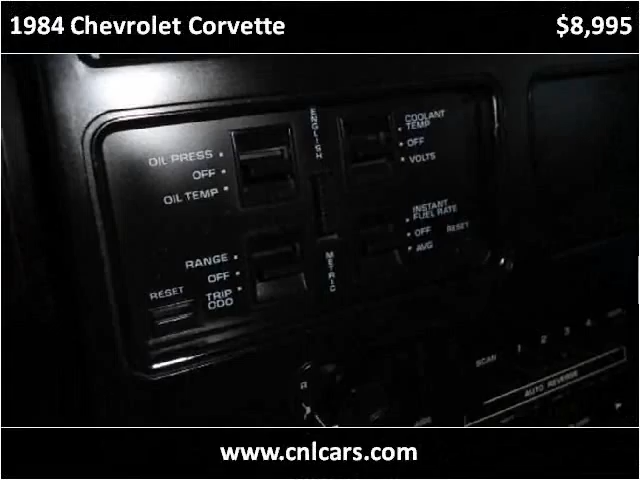 1984 Chevrolet Corvette
$8,995
ENGLISH
COOLANT
TEMP
OFF
VOLTS
OIL PRESS
OFF
OIL TEMP
INSTANT
FUEL RATE
OFF
RESET
AVG
METRIC
RANGE
OFF
TRIP
ODO
RESET
SCAN 1 2 3 4
AUTO REVERSE
www.cnlcars.com